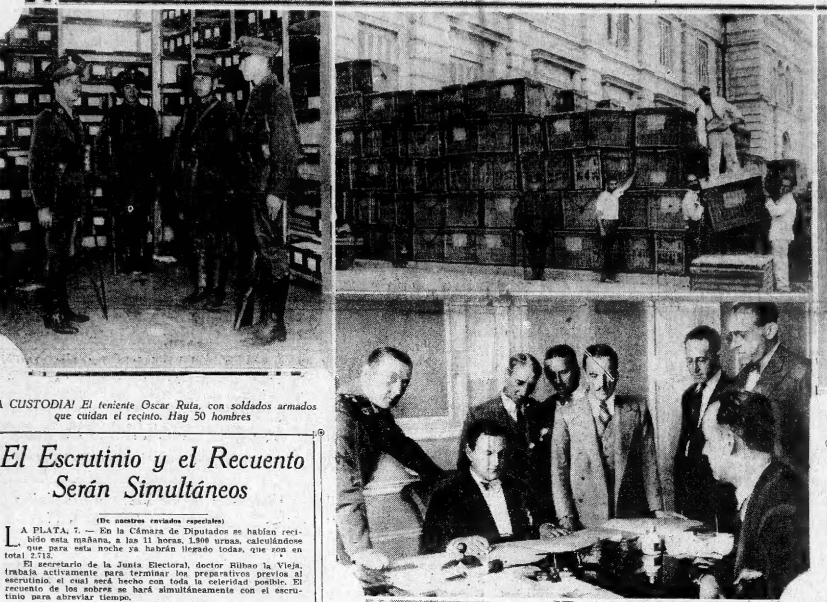 A CUSTODIA! El teniente Oscar Ruta, con soldados armados
que cuidan el recinto. Hay 50 hombres
El Escrutinio y el Recuento
Serán Simultáneos
(De nuestros enviados especiales)
LA PLATA, 7. — En la Cámara de Diputados se habían reci-
bido esta mañana, a las 11 horas, 1.900 urnas, calculándose
que para esta noche ya habrán llegado todas, que son en
total 2.713.
El secretario de la Junta Electoral, doctor Bilbao la Vieja,
trabaja activamente para terminar los preparativos previos al
escrutinio, el cual será hecho con toda la celeridad posible. El
recuento de los sobres se hará simultáneamente con el escru-
tinio para abreviar tiempo.